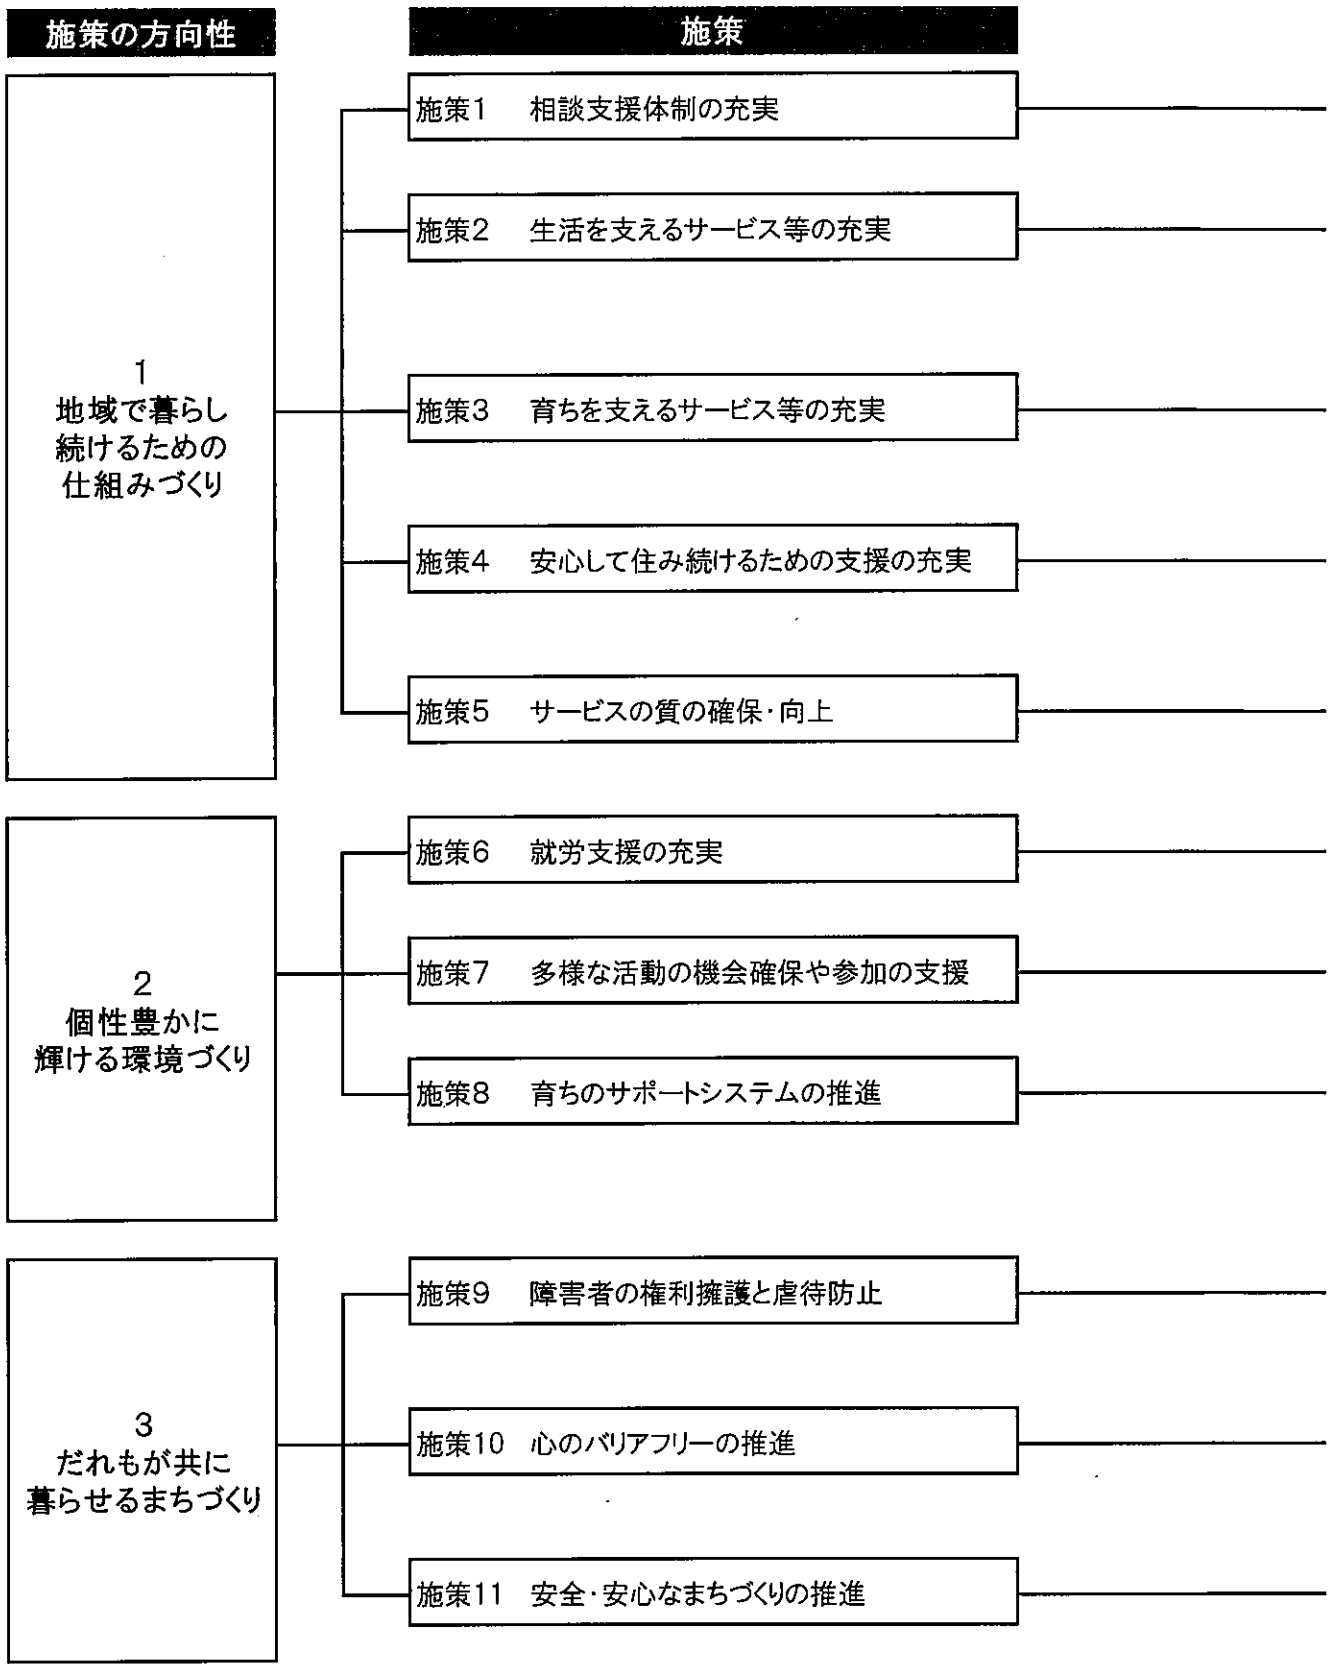 施策の方向性
施策
1
地域で暮らし
続けるための
仕組みづくり
施策1 相談支援体制の充実
施策2 生活を支えるサービス等の充実
施策3 育ちを支えるサービス等の充実
施策4 安心して住み続けるための支援の充実
施策5 サービスの質の確保・向上
2
個性豊かに
輝ける環境づくり
施策6 就労支援の充実
施策7 多様な活動の機会確保や参加の支援
施策8 育ちのサポートシステムの推進
3
だれもが共に
暮らせるまちづくり
施策9 障害者の権利擁護と虐待防止
施策10 心のバリアフリーの推進
施策11 安全・安心なまちづくりの推進